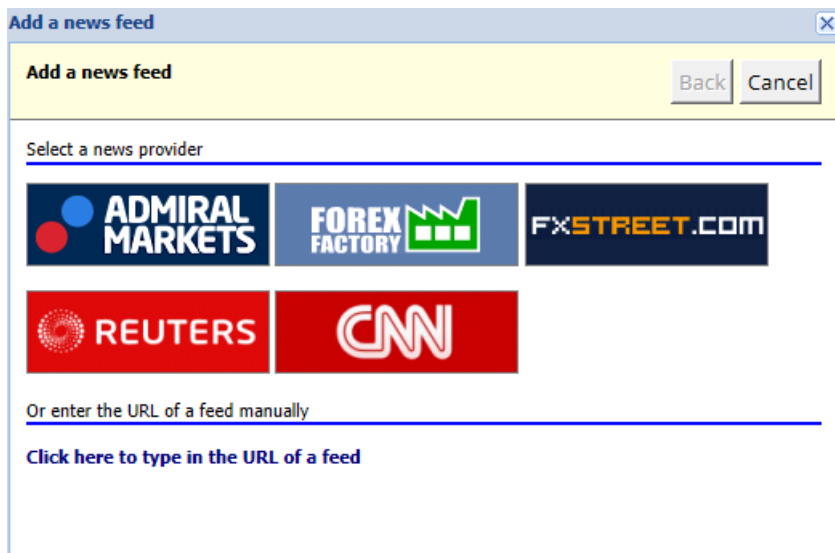 Add a news feed
Add a news feed
Back Cancel
Select a news provider
ADMIRAL
MARKETS
FOREX
FACTORY
FXSTREET.COM
REUTERS
CNN
Or enter the URL of a feed manually
Click here to type in the URL of a feed